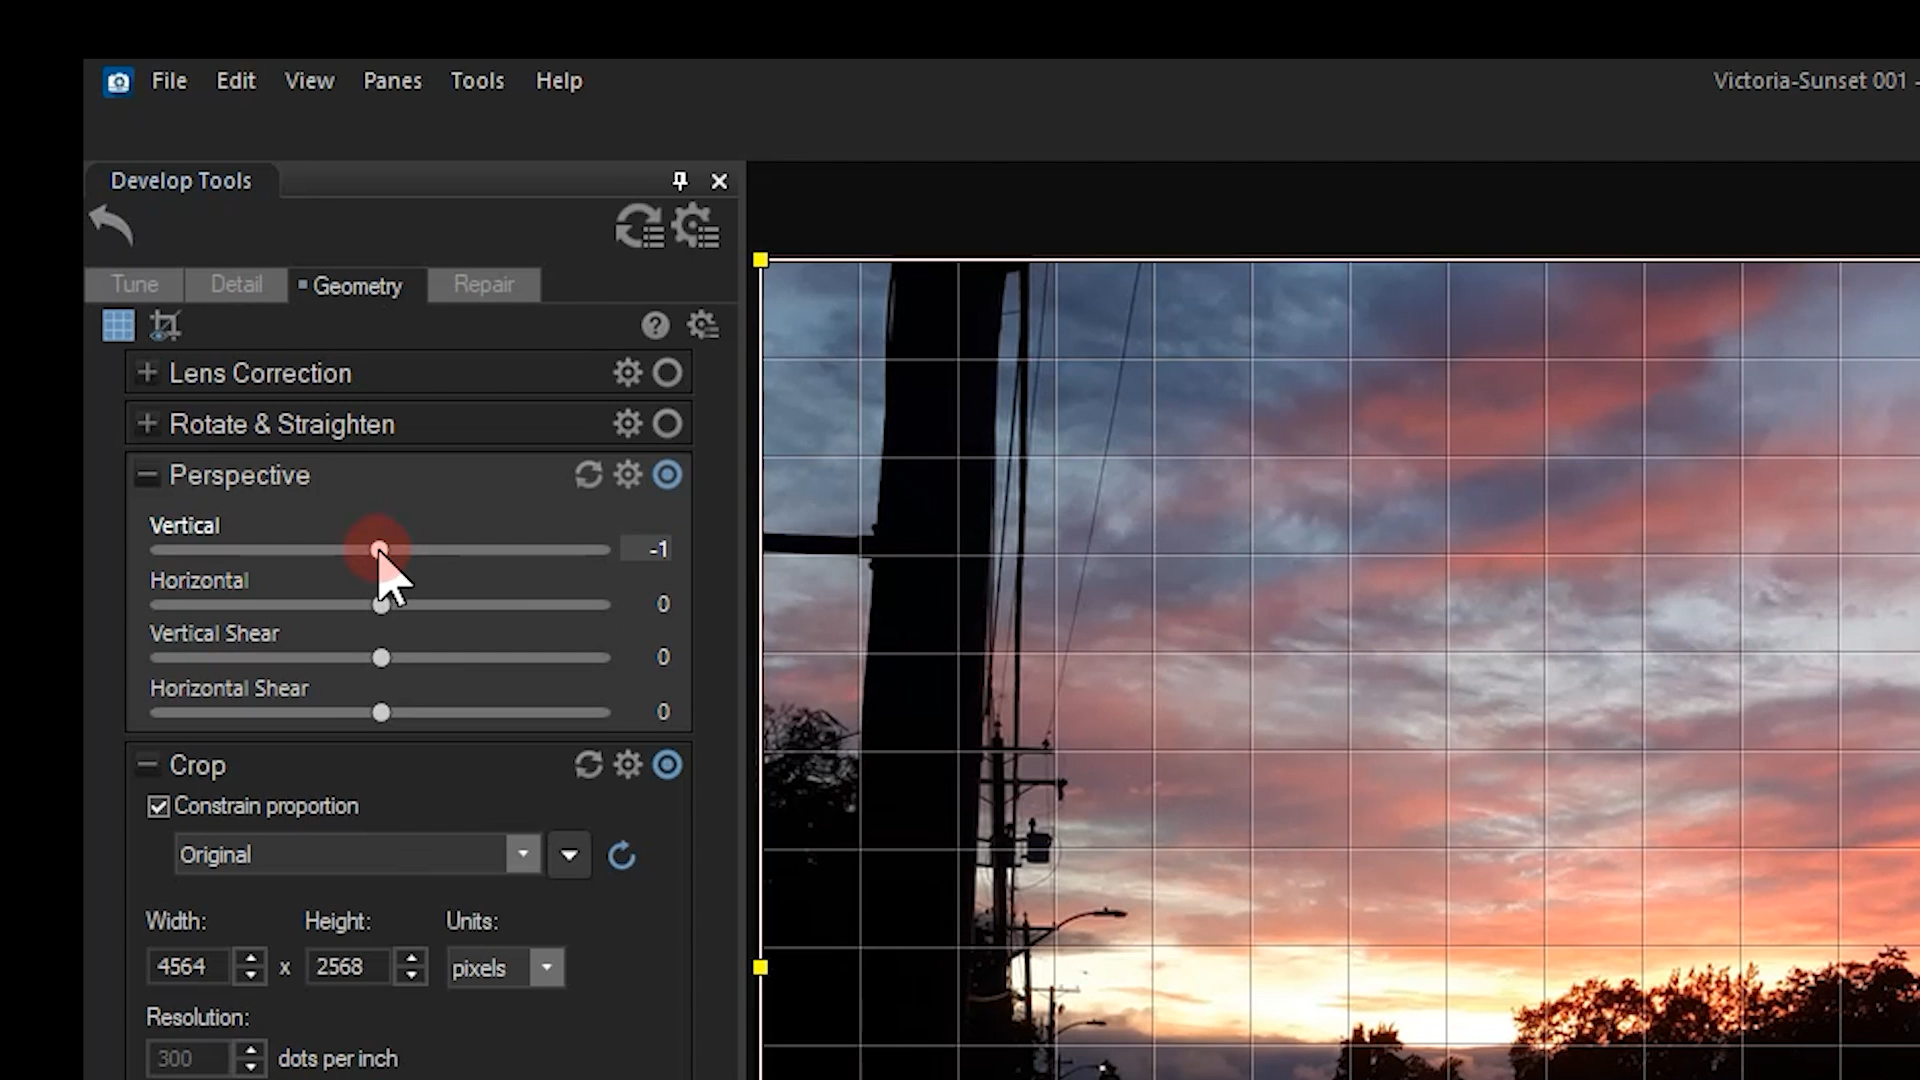 File Edit View Panes Tools Help
Victoria-Sunset 001 -
Develop Tools
Tune Detail Geometry Repair
Lens Correction
Rotate & Straighten
Perspective
Vertical
-1
Horizontal
0
Vertical Shear
0
Horizontal Shear
0
Crop
Constrain proportion
Original
Width: Height: Units:
4564 x 2568 pixels
Resolution:
300 dots per inch